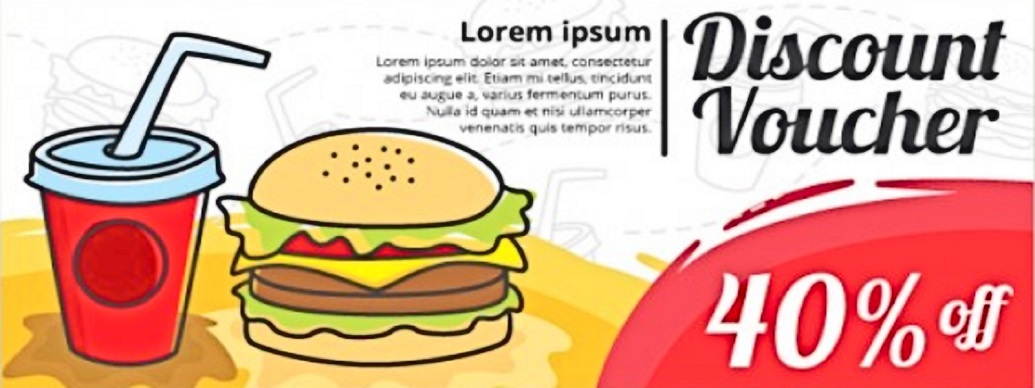 Lorem ipsum
Lorem ipsum dolor sit amet, consectetur
adipiscing elit. Etiam mi tellus, tincidunt
eu augue a, varius fermentum purus.
Nulla id quam et nisi ullamcorper
venenatis quis tempor risus.
Discount
Voucher
40% off